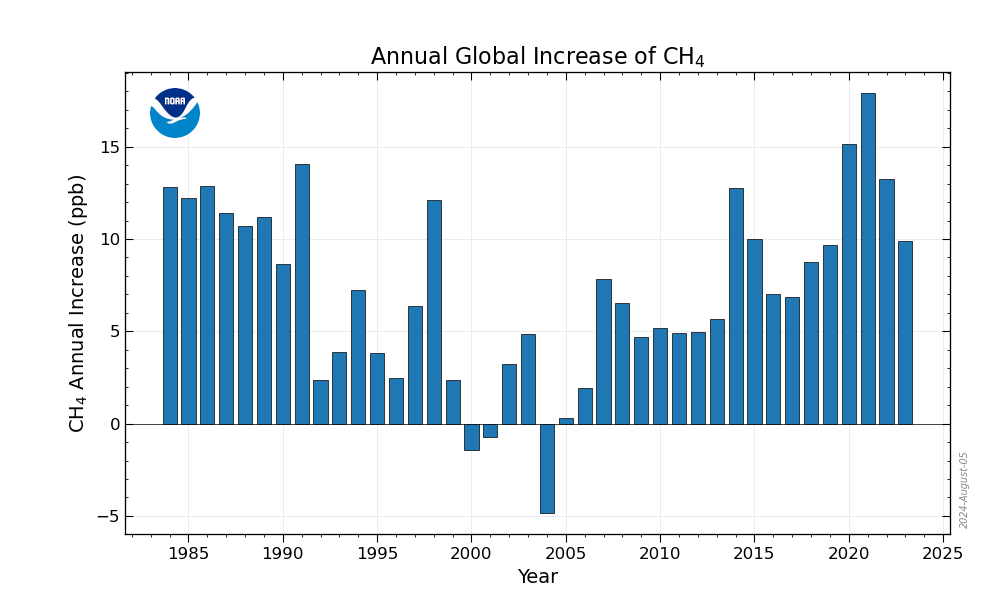 Annual Global Increase of CH₄
NOAA
CH₄ Annual Increase (ppb)
15
10
5
0
−5
1985 1990 1995 2000 2005 2010 2015 2020 2025
Year
2024-August-05